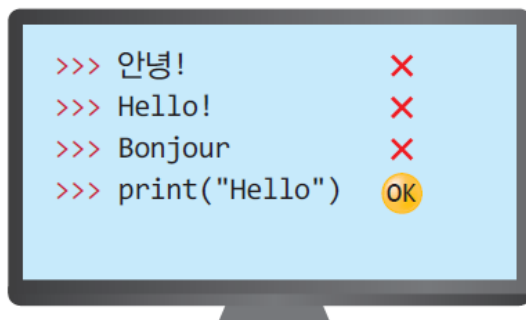 >>> 안녕! ×
>>> Hello! ×
>>> Bonjour ×
>>> print("Hello") OK